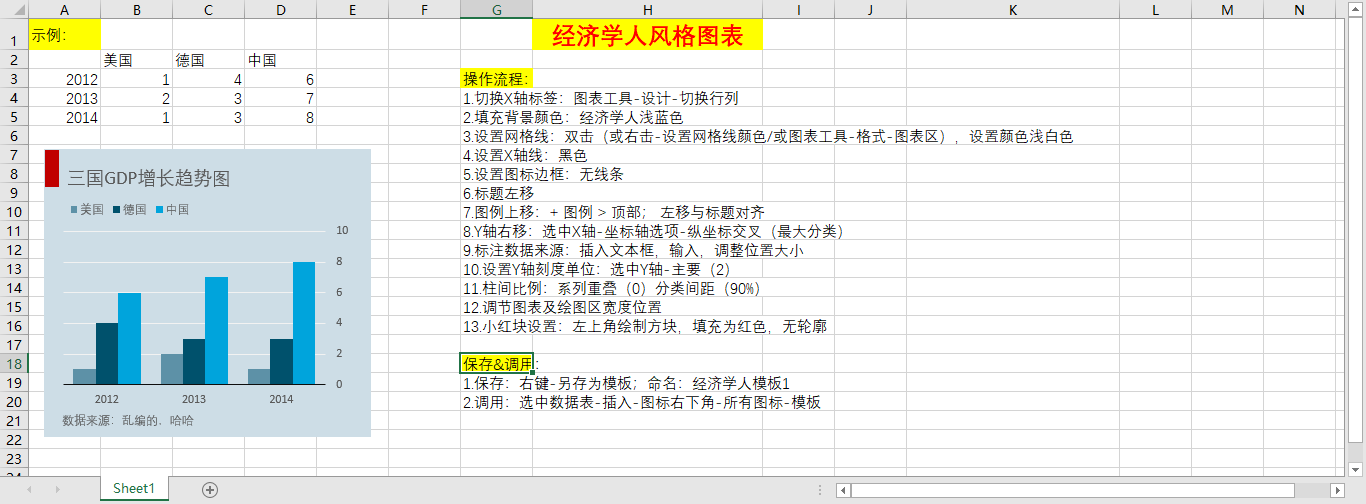 A B C D E F G H I J K L M N
1 示例： 经济学人风格图表
2 美国 德国 中国
3 2012 1 4 6 操作流程：
4 2013 2 3 7 1.切换X轴标签：图表工具-设计-切换行列
5 2014 1 3 8 2.填充背景颜色：经济学人浅蓝色
6 3.设置网格线：双击（或右击-设置网格线颜色/或图表工具-格式-图表区），设置颜色浅白色
7 4.设置X轴线：黑色
8 5.设置图标边框：无线条
9 6.标题左移
10 7.图例上移：+ 图例 > 顶部； 左移与标题对齐
11 8.Y轴右移：选中X轴-坐标轴选项-纵坐标交叉（最大分类）
12 9.标注数据来源：插入文本框，输入，调整位置大小
13 10.设置Y轴刻度单位：选中Y轴-主要（2）
14 11.柱间比例：系列重叠（0）分类间距（90%）
15 12.调节图表及绘图区宽度位置
16 13.小红块设置：左上角绘制方块，填充为红色，无轮廓
17
18 保存&调用：
19 1.保存：右键-另存为模板；命名：经济学人模板1
20 2.调用：选中数据表-插入-图标右下角-所有图标-模板
21
22
23
三国GDP增长趋势图
美国 德国 中国
10
8
6
4
2
0
2012 2013 2014
数据来源：乱编的．哈哈
Sheet1